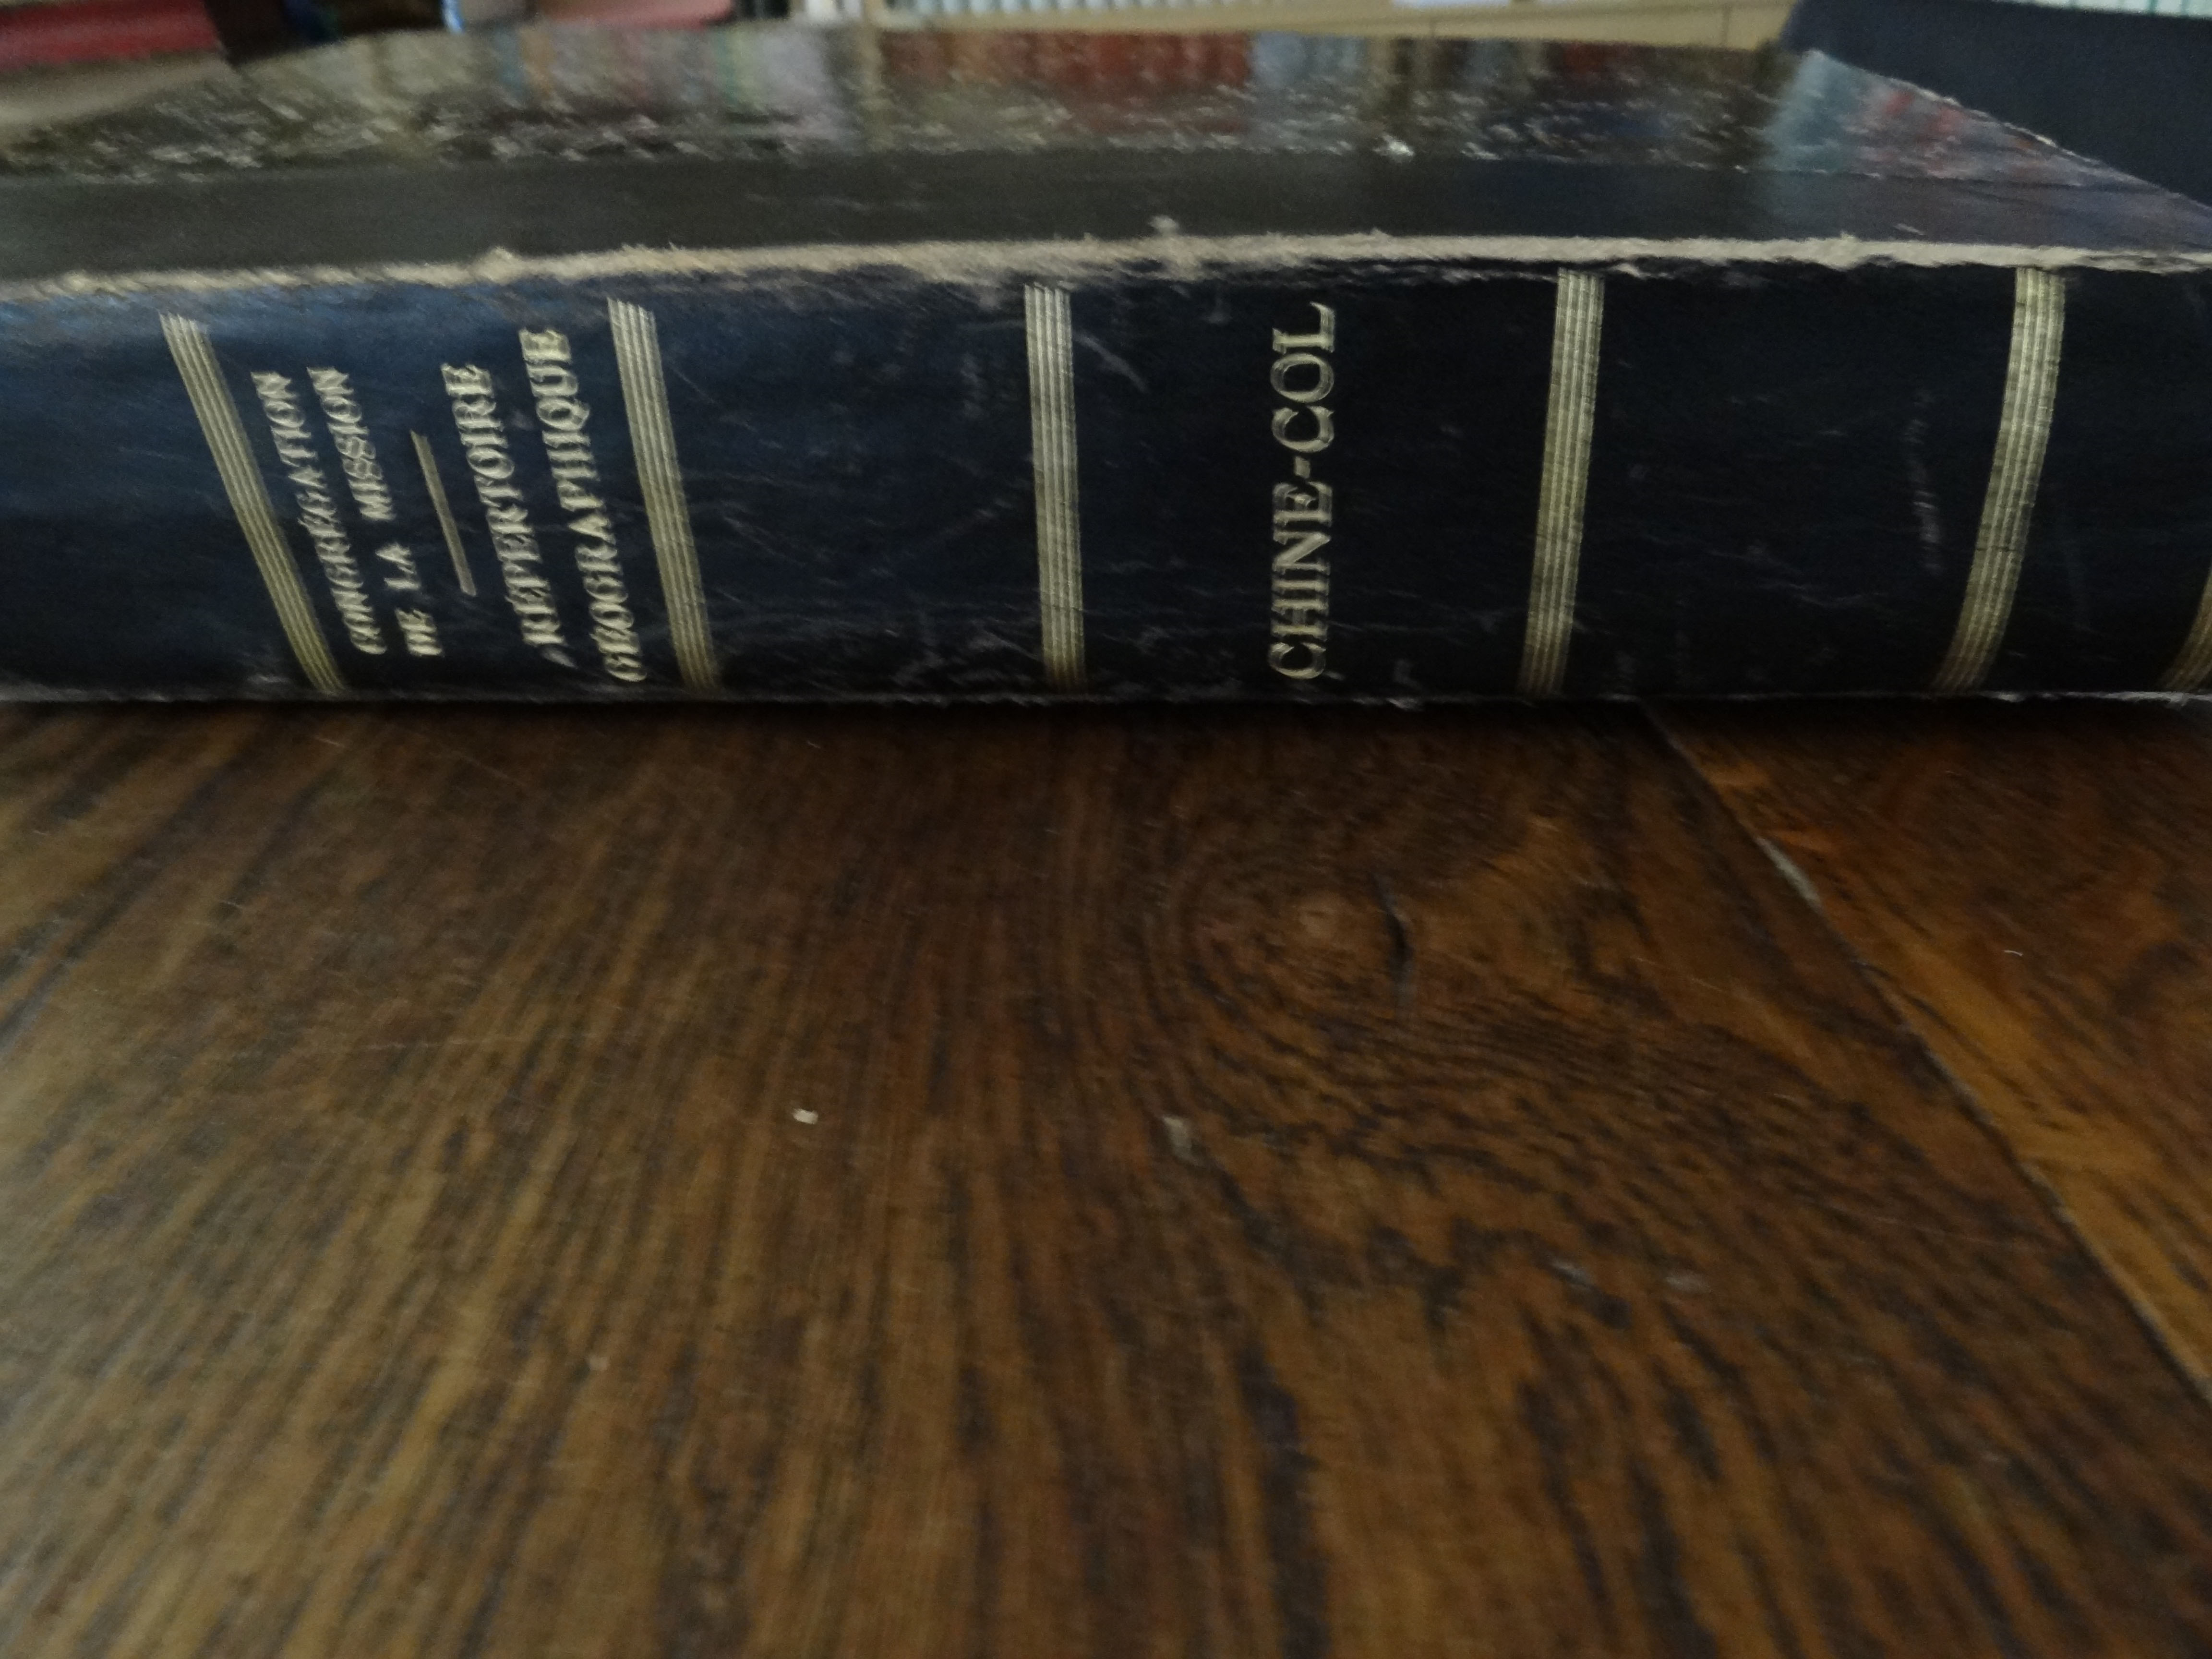 CONGRÉGATION
DE LA MISSION
RÉPERTOIRE
GÉOGRAPHIQUE
CHINE-COL